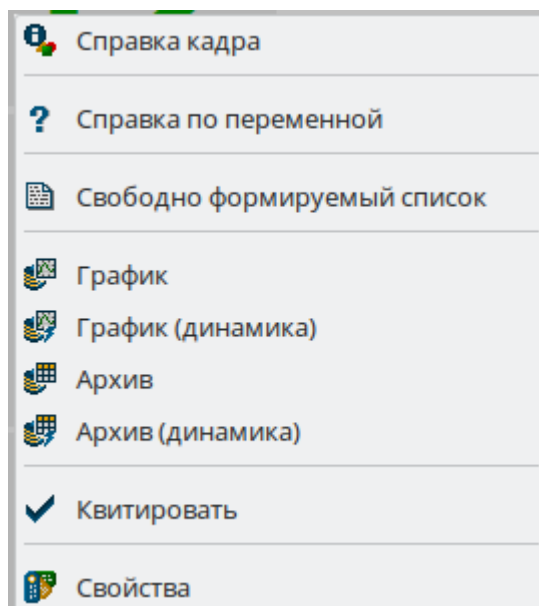 Справка кадра
Справка по переменной
Свободно формируемый список
График
График (динамика)
Архив
Архив (динамика)
Квитировать
Свойства